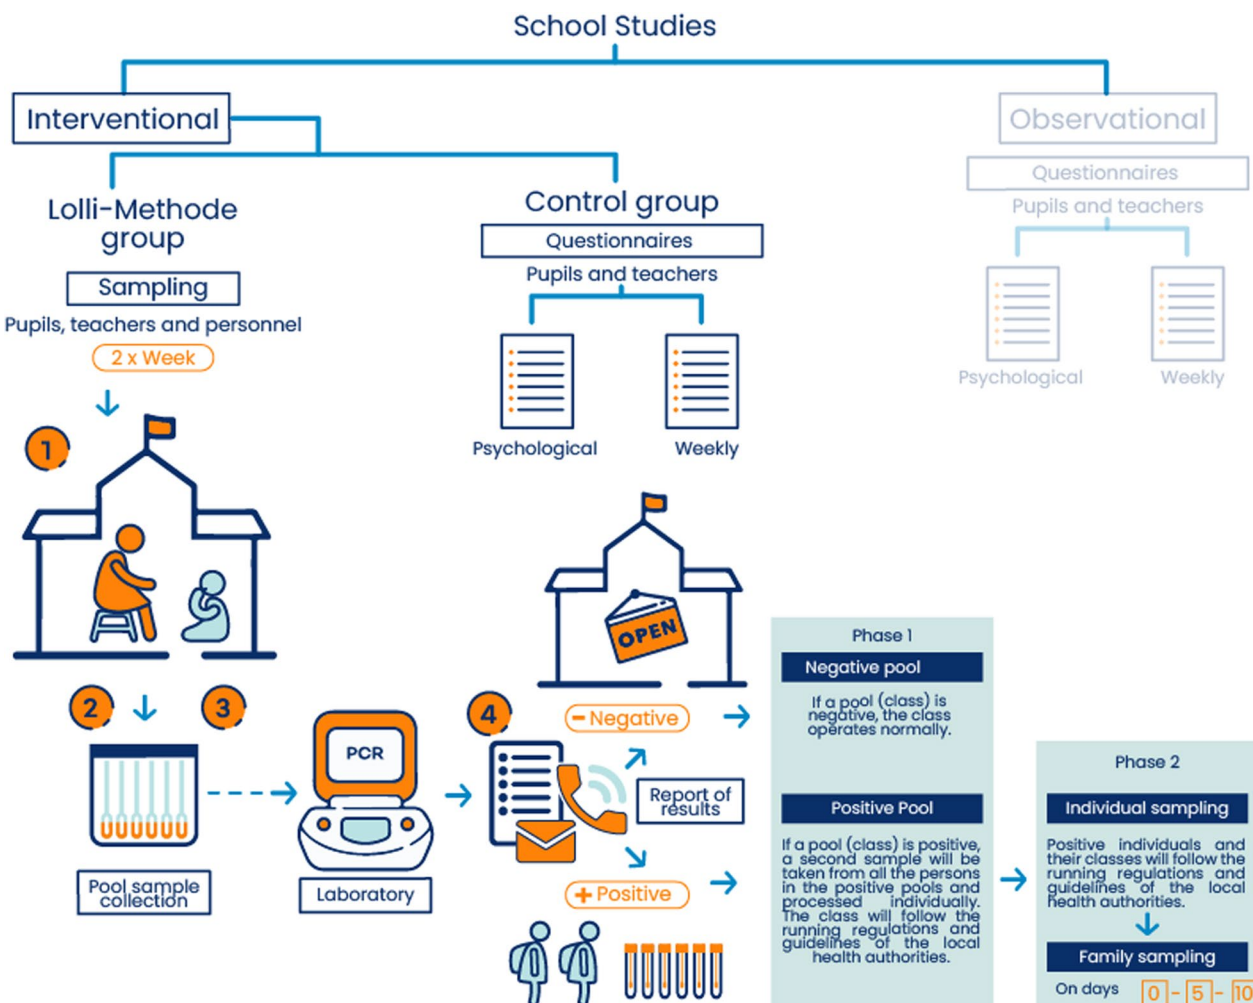 School Studies
Interventional
Observational
Lolli-Methode
group
Sampling
Pupils, teachers and personnel
2 x Week
Control group
Questionnaires
Pupils and teachers
Psychological
Weekly
Questionnaires
Pupils and teachers
Psychological
Weekly
1
2
3
Pool sample
collection
PCR
Laboratory
4
OPEN
- Negative
Report of
results
+ Positive
Phase 1
Negative pool
If a pool (class) is
negative, the class
operates normally.
Positive Pool
If a pool (class) is positive,
a second sample will be
taken from all the persons
in the positive pools and
processed individually.
The class will follow the
running regulations and
guidelines of the local
health authorities.
Phase 2
Individual sampling
Positive individuals and
their classes will follow the
running regulations and
guidelines of the local
health authorities.
Family sampling
On days 0 - 5 - 10